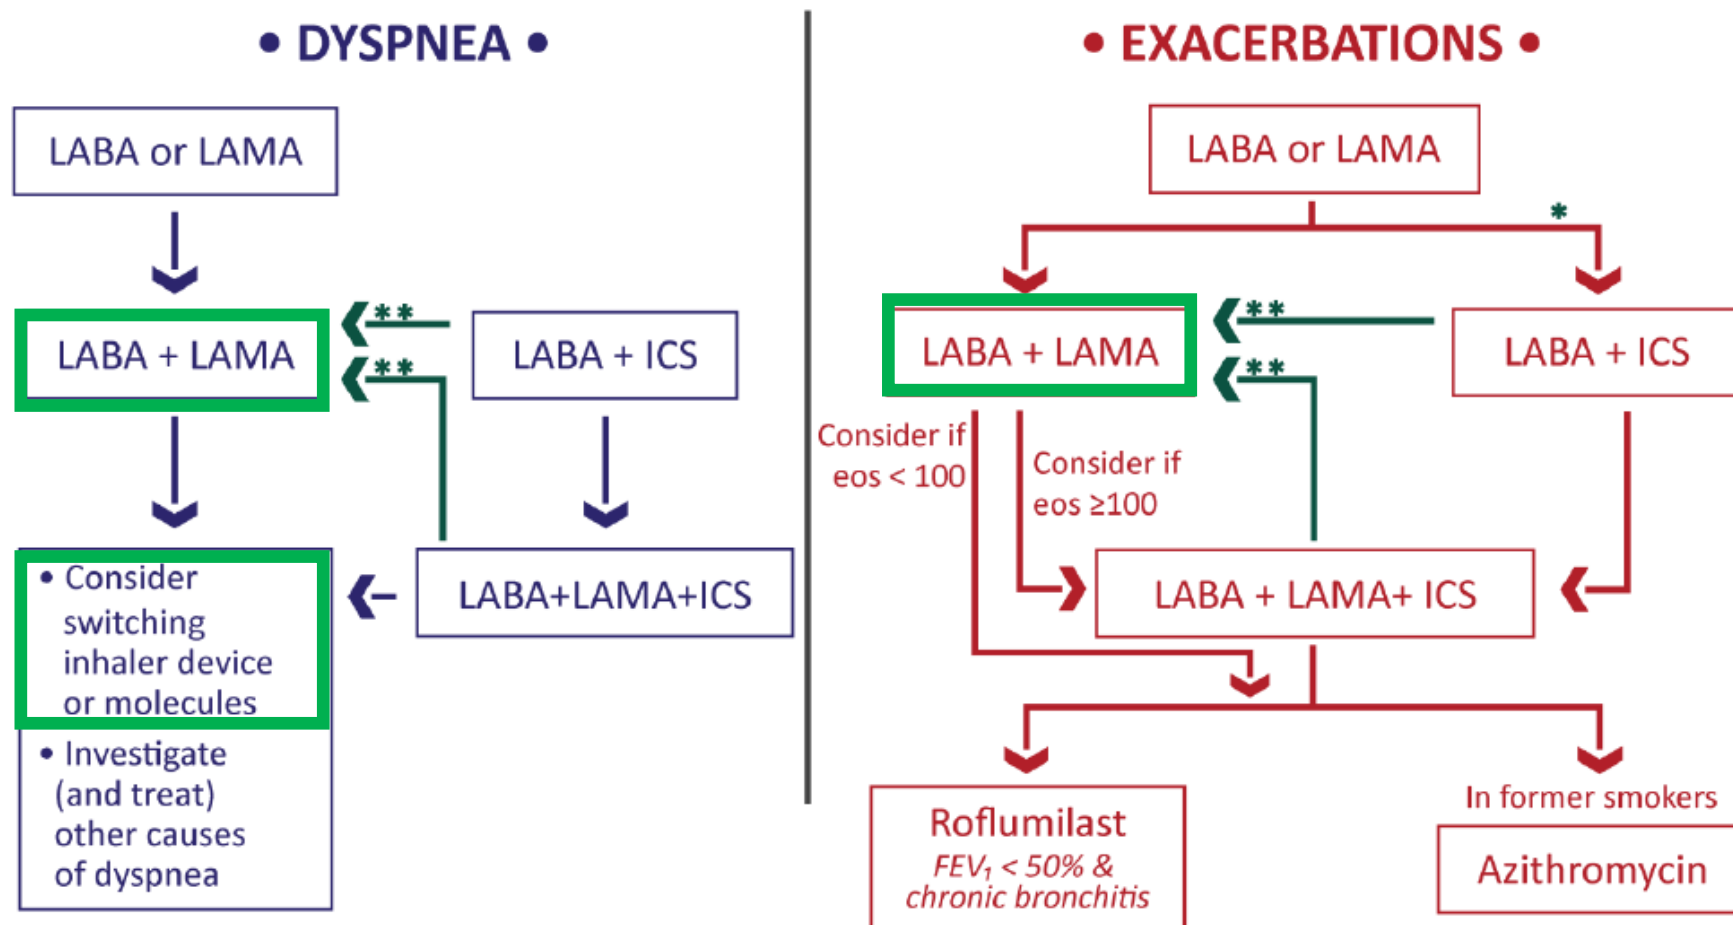 • DYSPNEA •
LABA or LAMA
LABA + LAMA
**
**
LABA + ICS
• Consider
switching
inhaler device
or molecules
• Investigate
(and treat)
other causes
of dyspnea
LABA+LAMA+ICS
• EXACERBATIONS •
LABA or LAMA
*
LABA + LAMA
**
**
LABA + ICS
Consider if
eos < 100
Consider if
eos ≥100
LABA + LAMA+ ICS
Roflumilast
FEV₁ < 50% &
chronic bronchitis
In former smokers
Azithromycin